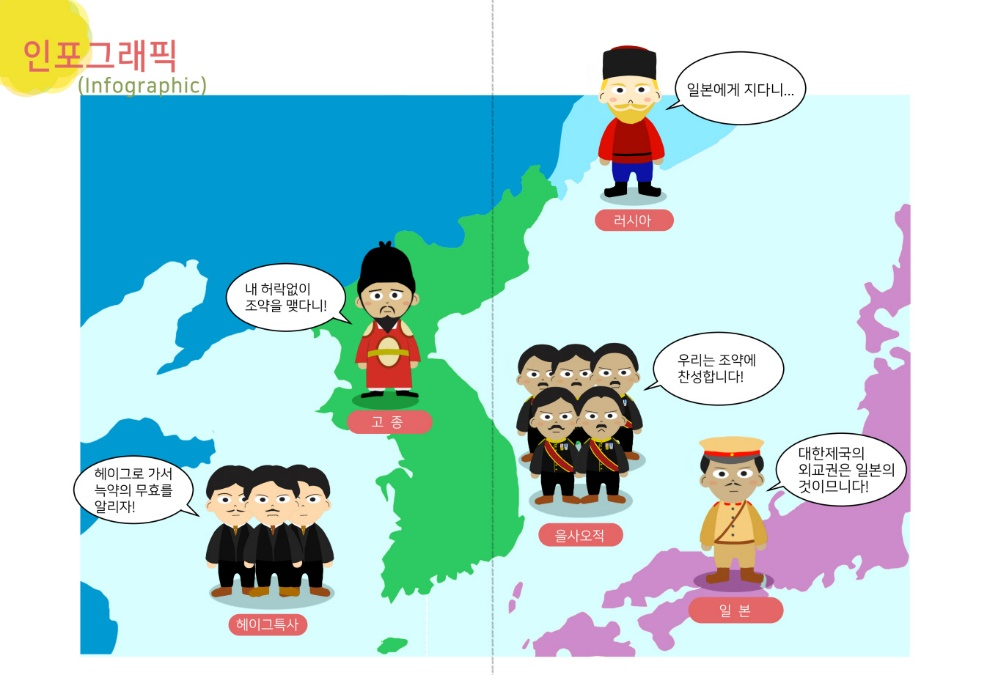 인포그래픽
(Infographic)
일본에게 지다니...
러시아
내 허락없이
조약을 맺다니!
고 종
우리는 조약에
찬성합니다!
을사오적
대한제국의
외교권은 일본의
것이므니다!
일 본
헤이그로 가서
늑약의 무효를
알리자!
헤이그특사